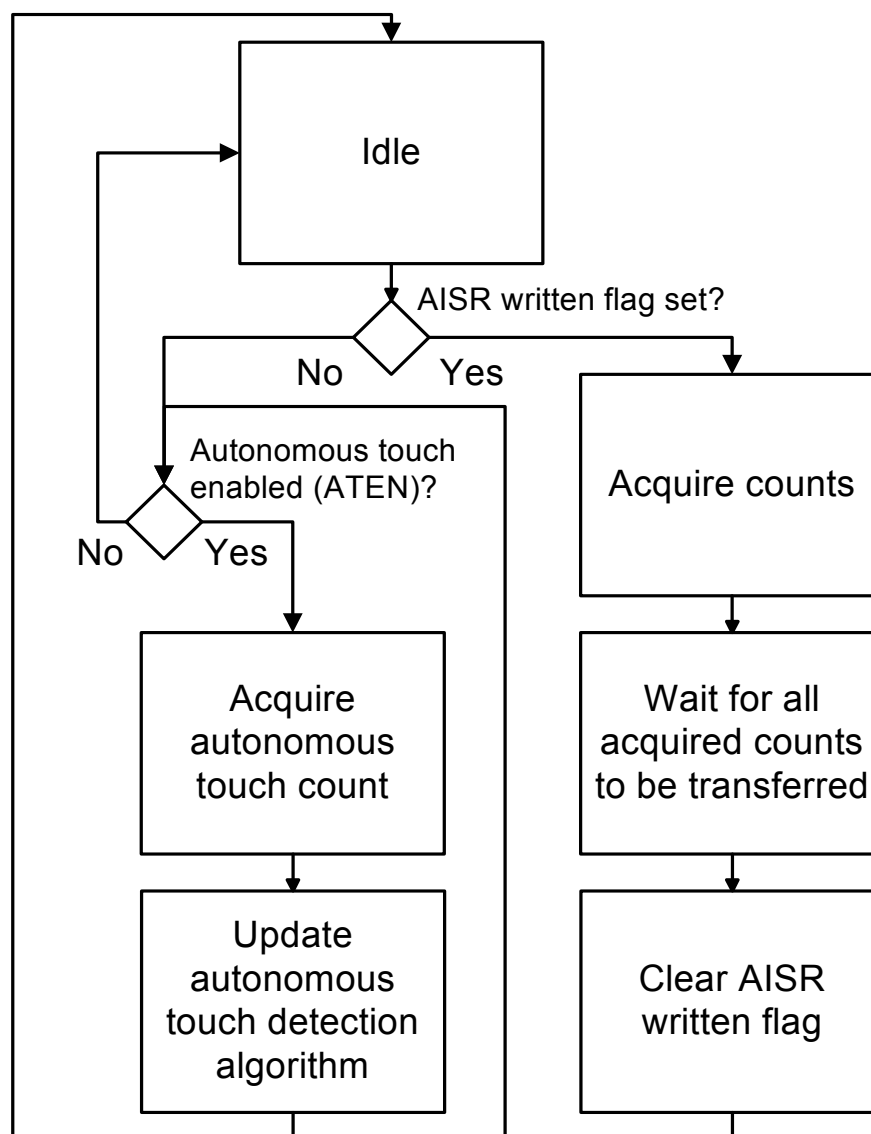 Idle
AISR written flag set?
No
Yes
Autonomous touch
enabled (ATEN)?
No
Yes
Acquire counts
Acquire
autonomous
touch count
Wait for all
acquired counts
to be transferred
Update
autonomous
touch detection
algorithm
Clear AISR
written flag